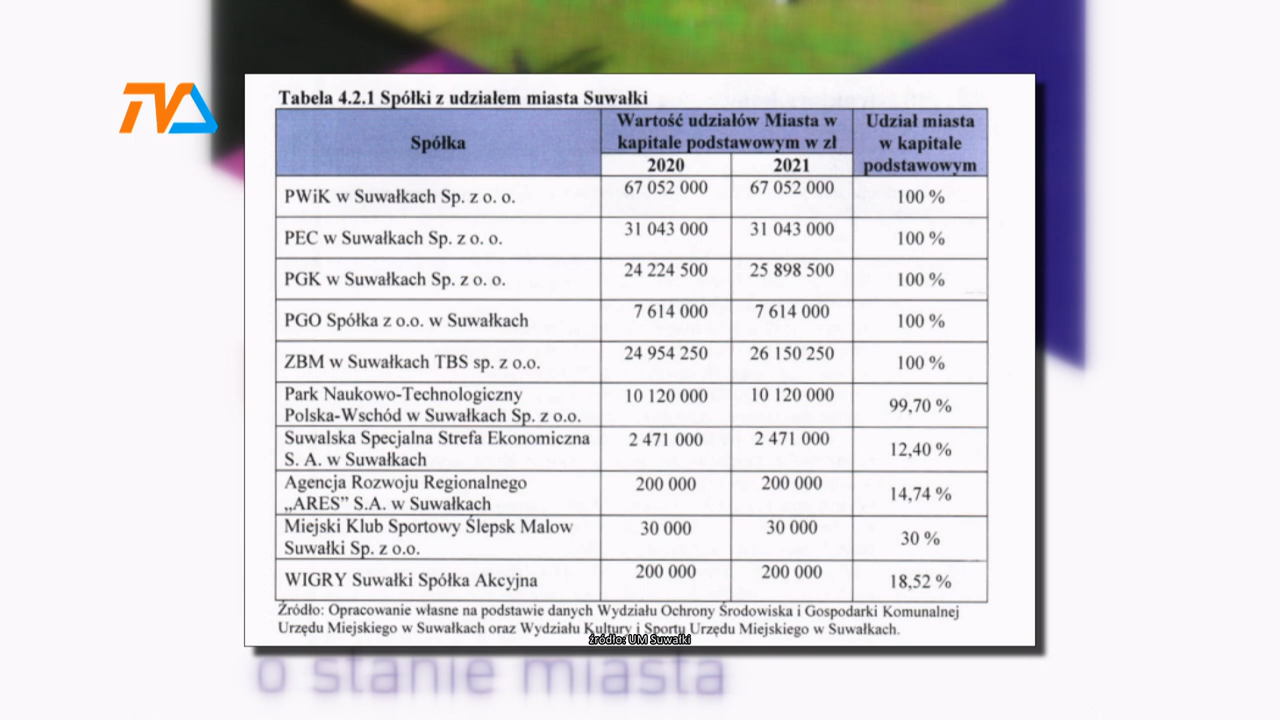 TVA
Tabela 4.2.1 Spółki z udziałem miasta Suwałki
Spółka
Wartość udziałów Miasta w
kapitale podstawowym w zł
Udział miasta
w kapitale
podstawowym
2020 2021
PWiK w Suwałkach Sp. z o. o. 67 052 000 67 052 000 100 %
PEC w Suwałkach Sp. z o. o. 31 043 000 31 043 000 100 %
PGK w Suwałkach Sp. z o. o. 24 224 500 25 898 500 100 %
PGO Spółka z o.o. w Suwałkach 7 614 000 7 614 000 100 %
ZBM w Suwałkach TBS sp. z o.o. 24 954 250 26 150 250 100 %
Park Naukowo-Technologiczny
Polska-Wschód w Suwałkach Sp. z o.o. 10 120 000 10 120 000 99,70 %
Suwalska Specjalna Strefa Ekonomiczna
S. A. w Suwałkach 2 471 000 2 471 000 12,40 %
Agencja Rozwoju Regionalnego
„ARES” S.A. w Suwałkach 200 000 200 000 14,74 %
Miejski Klub Sportowy Ślepsk Malow
Suwałki Sp. z o.o. 30 000 30 000 30 %
WIGRY Suwałki Spółka Akcyjna 200 000 200 000 18,52 %
Źródło: Opracowanie własne na podstawie danych Wydziału Ochrony Środowiska i Gospodarki Komunalnej
Urzędu Miejskiego w Suwałkach oraz Wydziału Kultury i Sportu Urzędu Miejskiego w Suwałkach.
źródło: UM Suwałki
o stanie miasta